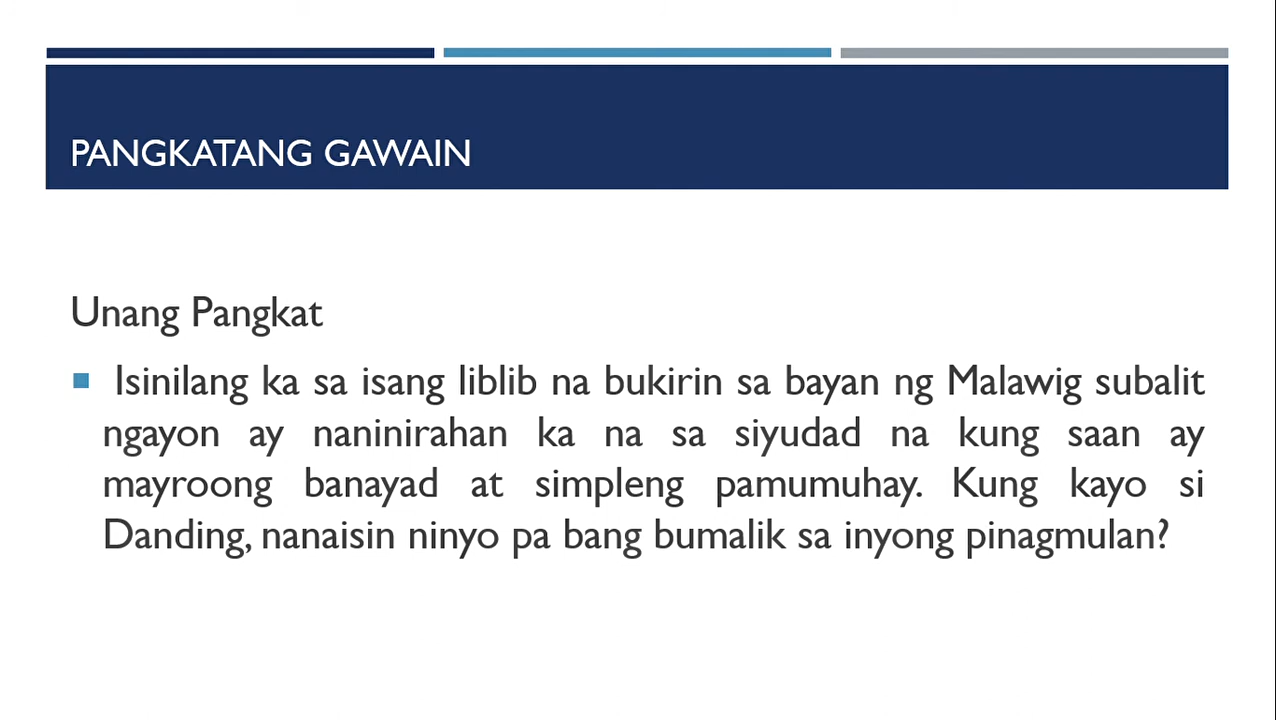 PANGKATANG GAWAIN
Unang Pangkat
Isinilang ka sa isang liblib na bukirin sa bayan ng Malawig subalit
ngayon ay naninirahan ka na sa siyudad na kung saan ay
mayroong banayad at simpleng pamumuhay. Kung kayo si
Danding, nanaisin ninyo pa bang bumalik sa inyong pinagmulan?